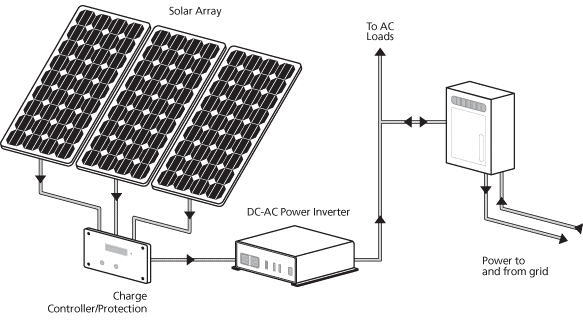 Solar Array
To AC
Loads
DC-AC Power Inverter
Power to
and from grid
Charge
Controller/Protection